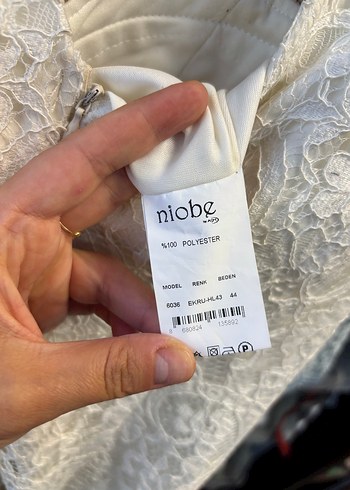 niobe
%100 POLYESTER
MODEL RENK BEDEN
6036 EKRU-HL43 44
P